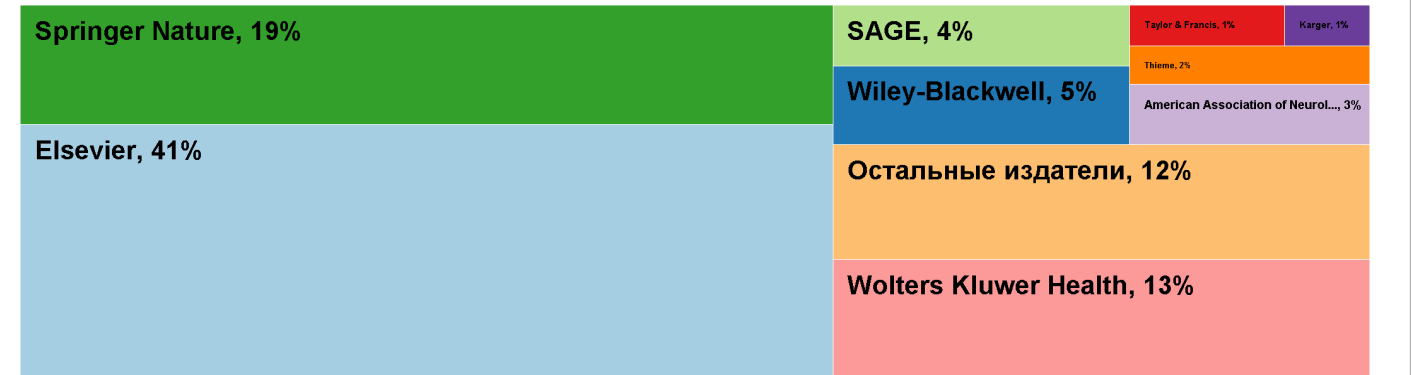 Springer Nature, 19%
Elsevier, 41%
SAGE, 4%
Wiley-Blackwell, 5%
Taylor & Francis, 1%
Karger, 1%
Thieme, 2%
American Association of Neurol..., 3%
Остальные издатели, 12%
Wolters Kluwer Health, 13%